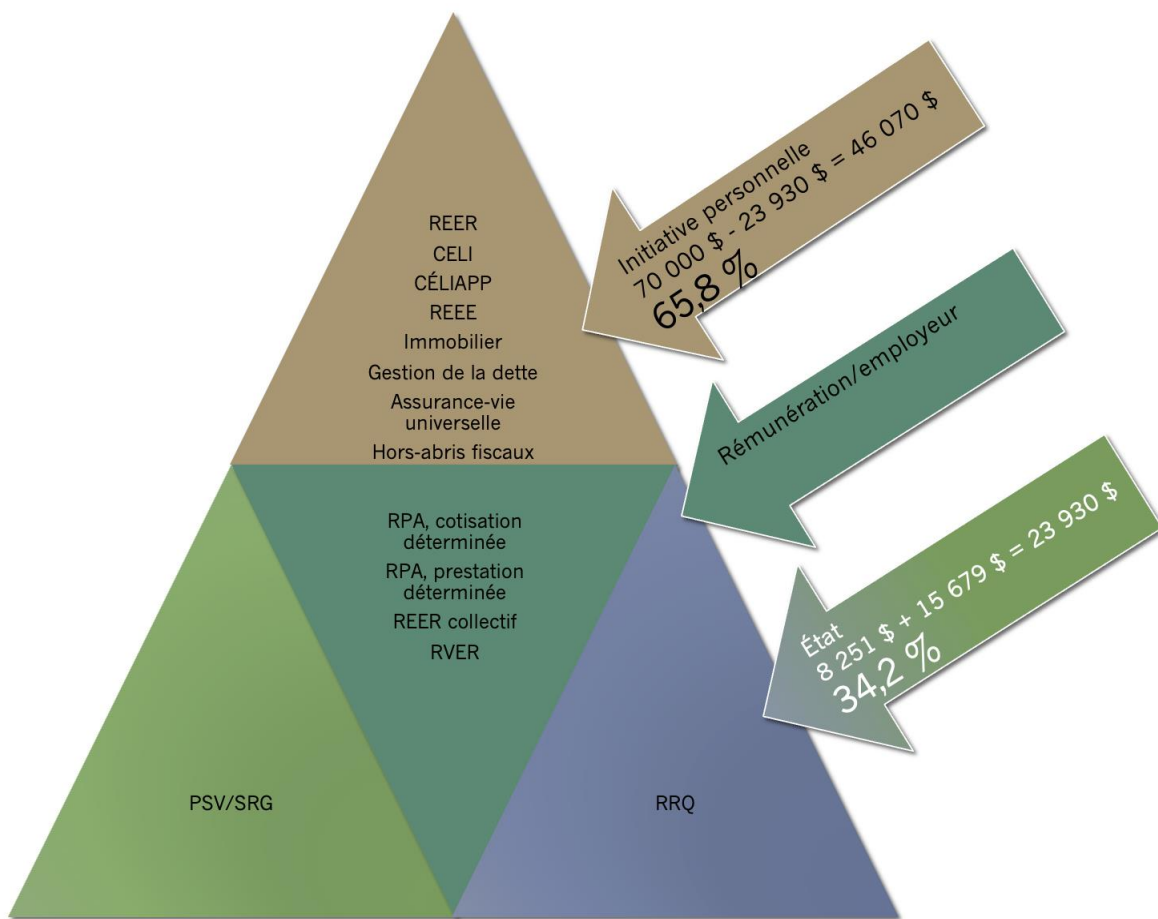 REER
CELI
CÉLIAPP
REEE
Immobilier
Gestion de la dette
Assurance-vie
universelle
Hors-abris fiscaux
Initiative personnelle
70 000 $ - 23 930 $ = 46 070 $
65,8 %
RPA, cotisation
déterminée
RPA, prestation
déterminée
REER collectif
RVER
Rémunération/employeur
PSV/SRG
RRQ
État
8 251 $ + 15 679 $ = 23 930 $
34,2 %